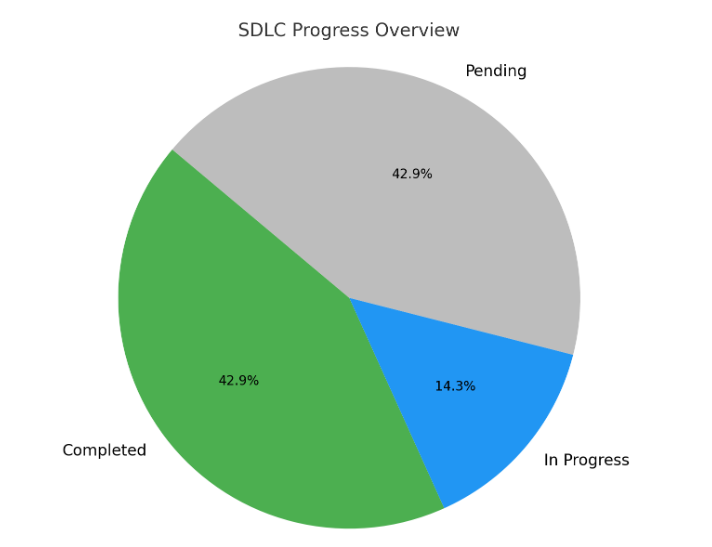 SDLC Progress Overview
Pending
42.9%
42.9%
14.3%
Completed
In Progress